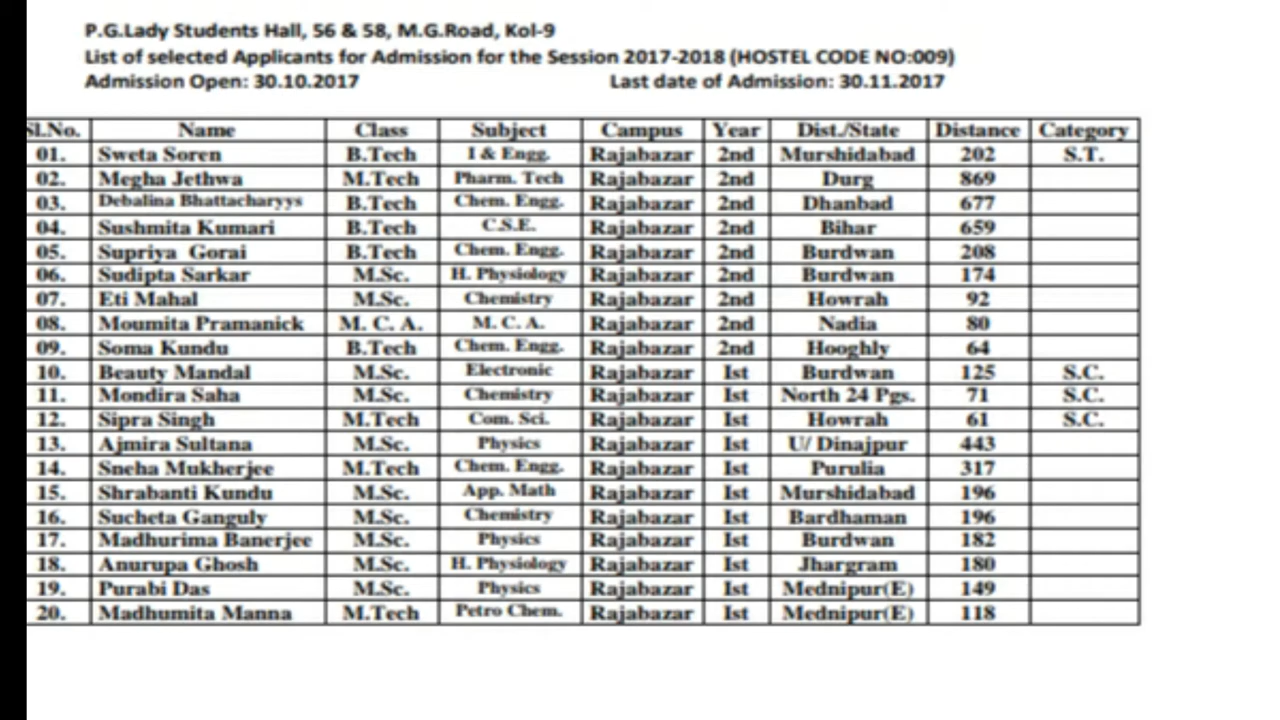 P.G.Lady Students Hall, 56 & 58, M.G.Road, Kol-9
List of selected Applicants for Admission for the Session 2017-2018 (HOSTEL CODE NO:009)
Admission Open: 30.10.2017 Last date of Admission: 30.11.2017
Sl.No. Name Class Subject Campus Year Dist./State Distance Category
01. Sweta Soren B.Tech I & Engg. Rajabazar 2nd Murshidabad 202 S.T.
02. Megha Jethwa M.Tech Pharm. Tech Rajabazar 2nd Durg 869
03. Debalina Bhattacharyys B.Tech Chem. Engg. Rajabazar 2nd Dhanbad 677
04. Sushmita Kumari B.Tech C.S.E. Rajabazar 2nd Bihar 659
05. Supriya Gorai B.Tech Chem. Engg. Rajabazar 2nd Burdwan 208
06. Sudipta Sarkar M.Sc. H. Physiology Rajabazar 2nd Burdwan 174
07. Eti Mahal M.Sc. Chemistry Rajabazar 2nd Howrah 92
08. Moumita Pramanick M. C. A. M. C. A. Rajabazar 2nd Nadia 80
09. Soma Kundu B.Tech Chem. Engg. Rajabazar 2nd Hooghly 64
10. Beauty Mandal M.Sc. Electronic Rajabazar Ist Burdwan 125 S.C.
11. Mondira Saha M.Sc. Chemistry Rajabazar Ist North 24 Pgs. 71 S.C.
12. Sipra Singh M.Tech Com. Sci. Rajabazar Ist Howrah 61 S.C.
13. Ajmira Sultana M.Sc. Physics Rajabazar Ist U/ Dinajpur 443
14. Sneha Mukherjee M.Tech Chem. Engg. Rajabazar Ist Purulia 317
15. Shrabanti Kundu M.Sc. App. Math Rajabazar Ist Murshidabad 196
16. Sucheta Ganguly M.Sc. Chemistry Rajabazar Ist Bardhaman 196
17. Madhurima Banerjee M.Sc. Physics Rajabazar Ist Burdwan 182
18. Anurupa Ghosh M.Sc. H. Physiology Rajabazar Ist Jhargram 180
19. Purabi Das M.Sc. Physics Rajabazar Ist Mednipur(E) 149
20. Madhumita Manna M.Tech Petro Chem. Rajabazar Ist Mednipur(E) 118